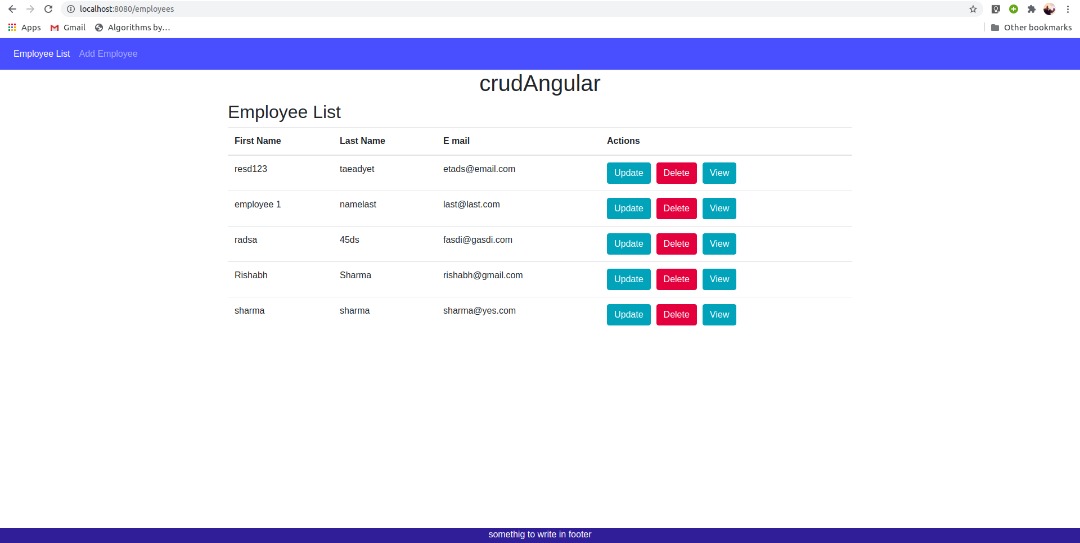 localhost:8080/employees
Apps Gmail Algorithms by... Other bookmarks
Employee List Add Employee
crudAngular
Employee List
First Name Last Name E mail Actions
resd123 taeadyet etads@email.com Update Delete View
employee 1 namelast last@last.com Update Delete View
radsa 45ds fasdi@gasdi.com Update Delete View
Rishabh Sharma rishabh@gmail.com Update Delete View
sharma sharma sharma@yes.com Update Delete View
somethig to write in footer